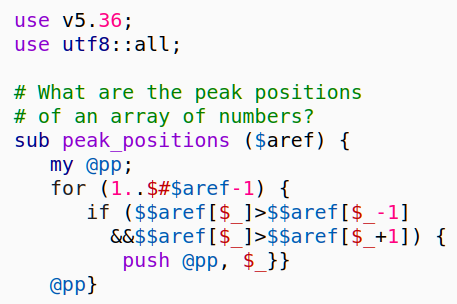 use v5.36;
use utf8::all;

# What are the peak positions
# of an array of numbers?
sub peak_positions ($aref) {
   my @pp;
   for (1..$#$aref-1) {
      if ($$aref[$_]>$$aref[$_-1]
        &&$$aref[$_]>$$aref[$_+1]) {
         push @pp, $_}}
   @pp}